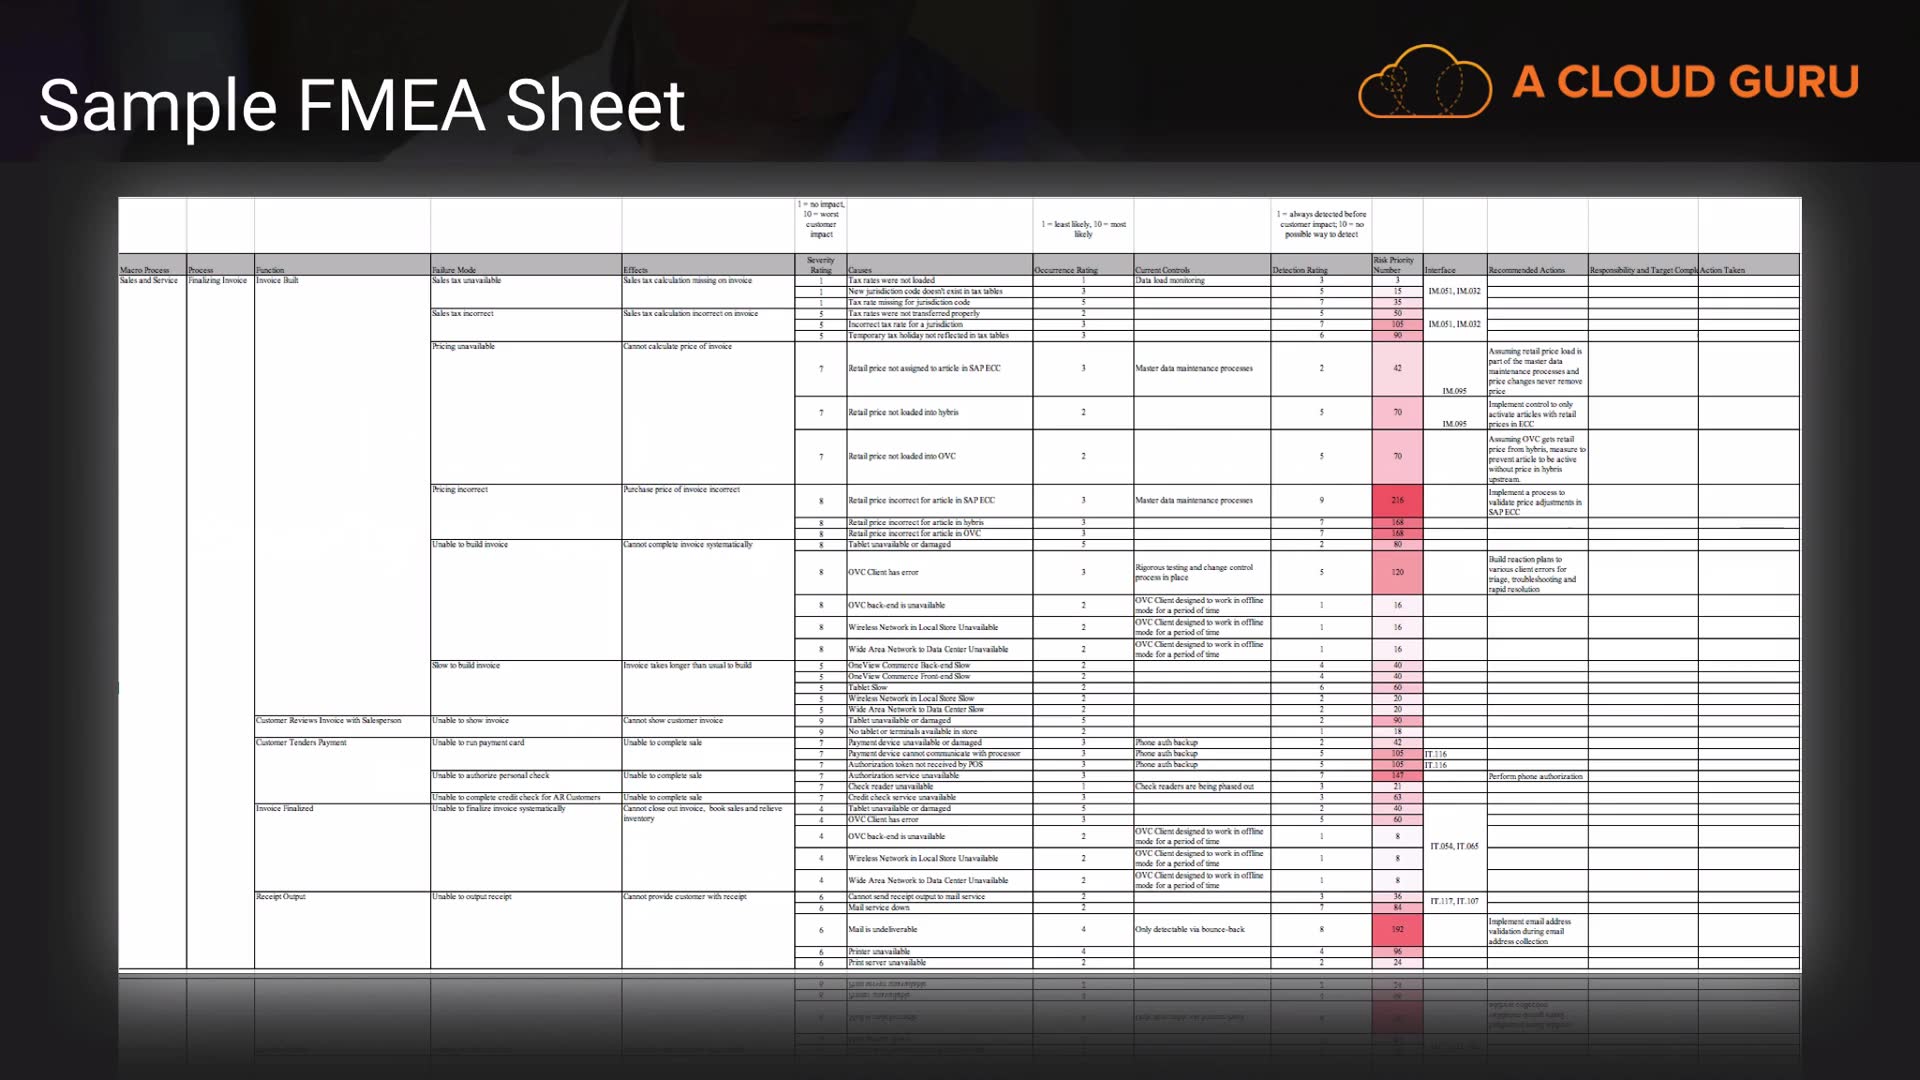 Sample FMEA Sheet
A CLOUD GURU
1 = no impact,
10 = worst
customer
impact
1 = least likely, 10 = most
likely
1 = always detected before
customer impact; 10 = no
possible way to detect
Macro Process Process Function Failure Mode Effects Severity Rating Causes Occurrence Rating Current Controls Detection Rating Risk Priority Number Interface Recommended Actions Responsibility and Target Comple Action Taken
Sales and Service Finalizing Invoice Invoice Built Sales tax unavailable Sales tax calculation missing on invoice 1 Tax rates were not loaded 1 Data load monitoring 3 3
1 New jurisdiction code doesn't exist in tax tables 3 5 15 IM.051, IM.032
1 Tax rate missing for jurisdiction code 5 7 35
Sales tax incorrect Sales tax calculation incorrect on invoice 5 Tax rates were not transferred properly 2 5 50
5 Incorrect tax rate for a jurisdiction 3 7 105 IM.051, IM.032
5 Temporary tax holiday not reflected in tax tables 3 6 90
Pricing unavailable Cannot calculate price of invoice 7 Retail price not assigned to article in SAP ECC 3 Master data maintenance processes 2 42 IM.095 Assuming retail price load is part of the master data maintenance processes and price changes never remove price
7 Retail price not loaded into hybris 2 5 70 IM.095 Implement control to only activate articles with retail prices in ECC
7 Retail price not loaded into OVC 2 5 70 Assuming OVC gets retail price from hybris, measure to prevent article to be active without price in hybris upstream.
Pricing incorrect Purchase price of invoice incorrect 8 Retail price incorrect for article in SAP ECC 3 Master data maintenance processes 9 216 Implement a process to validate price adjustments in SAP ECC
8 Retail price incorrect for article in hybris 3 7 168
8 Retail price incorrect for article in OVC 3 7 168
Unable to build invoice Cannot complete invoice systematically 8 Tablet unavailable or damaged 5 2 80
8 OVC Client has error 3 Rigorous testing and change control process in place 5 120 Build reaction plans to various client errors for triage, troubleshooting and rapid resolution
8 OVC back-end is unavailable 2 OVC Client designed to work in offline mode for a period of time 1 16
8 Wireless Network in Local Store Unavailable 2 OVC Client designed to work in offline mode for a period of time 1 16
8 Wide Area Network to Data Center Unavailable 2 OVC Client designed to work in offline mode for a period of time 1 16
Slow to build invoice Invoice takes longer than usual to build 5 OneView Commerce Back-end Slow 2 4 40
5 OneView Commerce Front-end Slow 2 4 40
5 Tablet Slow 2 6 60
5 Wireless Network in Local Store Slow 2 2 20
5 Wide Area Network to Data Center Slow 2 2 20
Customer Reviews Invoice with Salesperson Unable to show invoice Cannot show customer invoice 9 Tablet unavailable or damaged 5 2 90
9 No tablet or terminals available in store 2 1 18
Customer Tenders Payment Unable to run payment card Unable to complete sale 7 Payment device unavailable or damaged 3 Phone auth backup 2 42
7 Payment device cannot communicate with processor 3 Phone auth backup 5 105 IT.116
7 Authorization token not received by POS 3 Phone auth backup 5 105 IT.116
Unable to authorize personal check Unable to complete sale 7 Authorization service unavailable 3 7 147 Perform phone authorization
7 Check reader unavailable 1 Check readers are being phased out 3 21
Unable to complete credit check for AR Customers Unable to complete sale 7 Credit check service unavailable 3 3 63
Invoice Finalized Unable to finalize invoice systematically Cannot close out invoice, book sales and relieve inventory 4 Tablet unavailable or damaged 5 2 40
4 OVC Client has error 3 5 60
4 OVC back-end is unavailable 2 OVC Client designed to work in offline mode for a period of time 1 8 IT.054, IT.065
4 Wireless Network in Local Store Unavailable 2 OVC Client designed to work in offline mode for a period of time 1 8
4 Wide Area Network to Data Center Unavailable 2 OVC Client designed to work in offline mode for a period of time 1 8
Receipt Output Unable to output receipt Cannot provide customer with receipt 6 Cannot send receipt output to mail service 2 3 36 IT.117, IT.107
6 Mail service down 2 7 84
6 Mail is undeliverable 4 Only detectable via bounce-back 8 192 Implement email address validation during email address collection
6 Printer unavailable 4 4 96
6 Print server unavailable 2 2 24